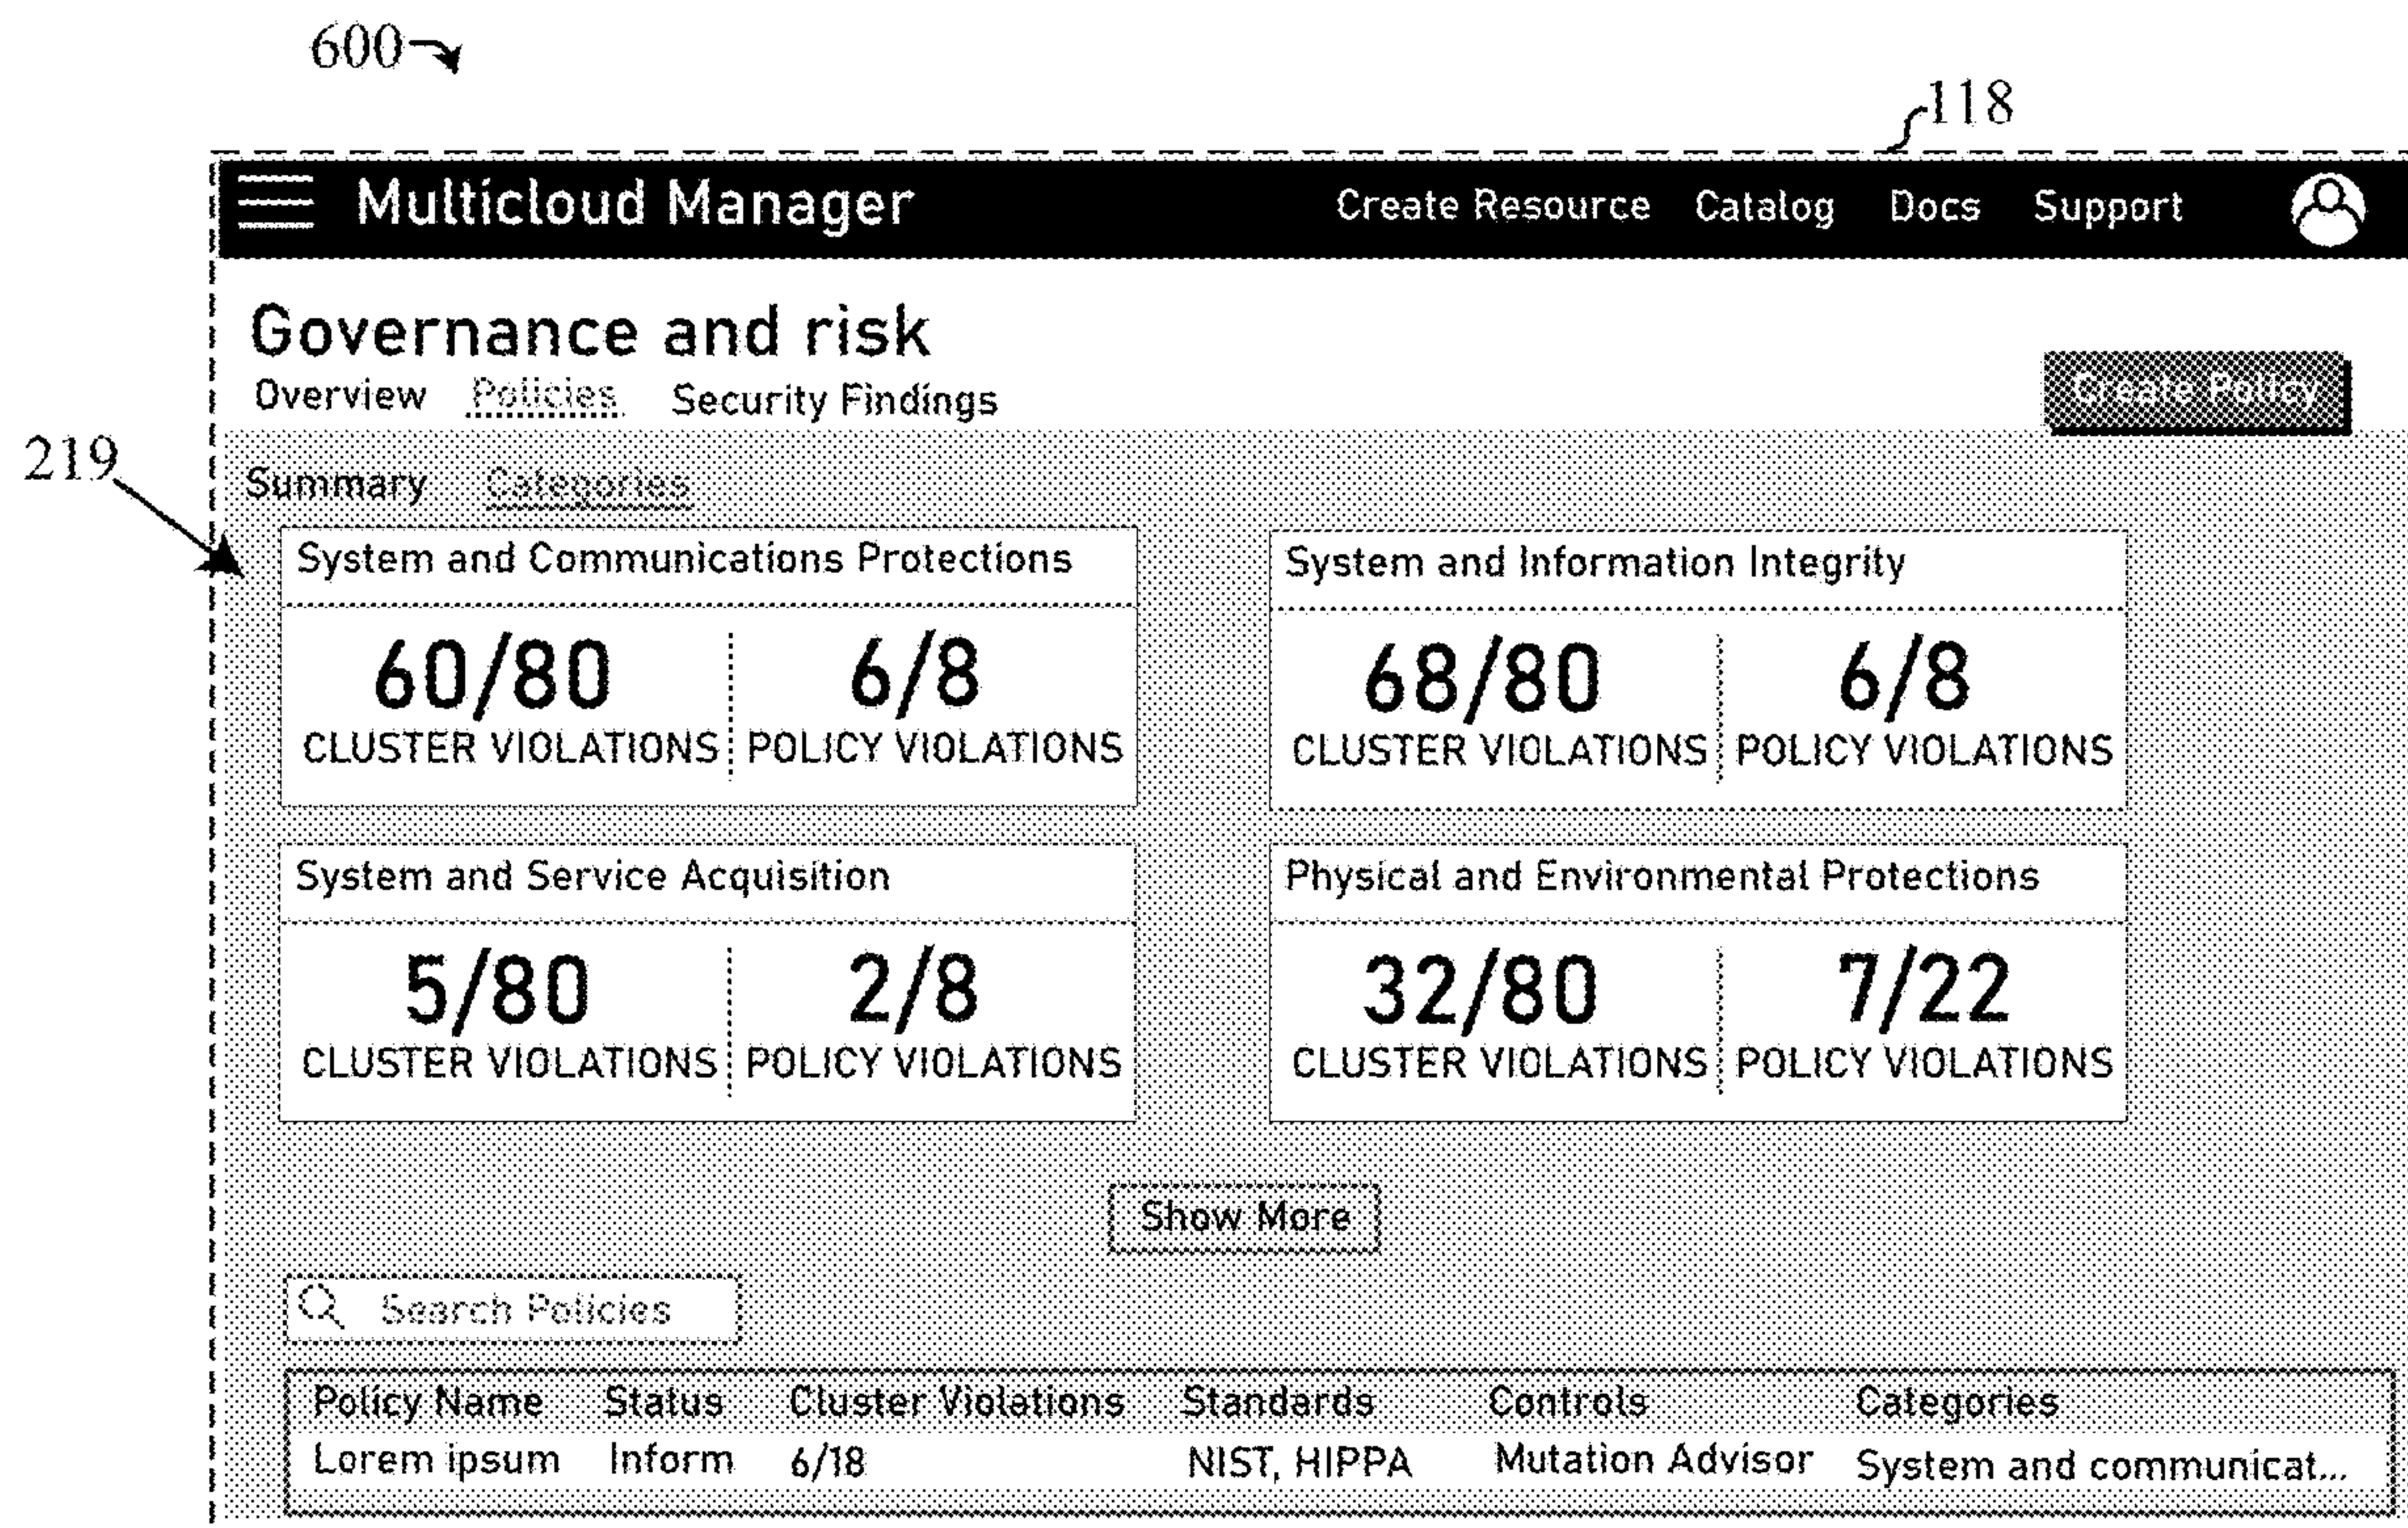 600
118
Multicloud Manager Create Resource Catalog Docs Support
Governance and risk
Overview Policies Security Findings Create Policy
219
Summary Categories
System and Communications Protections System and Information Integrity
60/80 6/8 68/80 6/8
CLUSTER VIOLATIONS POLICY VIOLATIONS CLUSTER VIOLATIONS POLICY VIOLATIONS
System and Service Acquisition Physical and Environmental Protections
5/80 2/8 32/80 7/22
CLUSTER VIOLATIONS POLICY VIOLATIONS CLUSTER VIOLATIONS POLICY VIOLATIONS
Show More
Search Policies
Policy Name Status Cluster Violations Standards Controls Categories
Lorem ipsum Inform 6/18 NIST, HIPPA Mutation Advisor System and communicat...